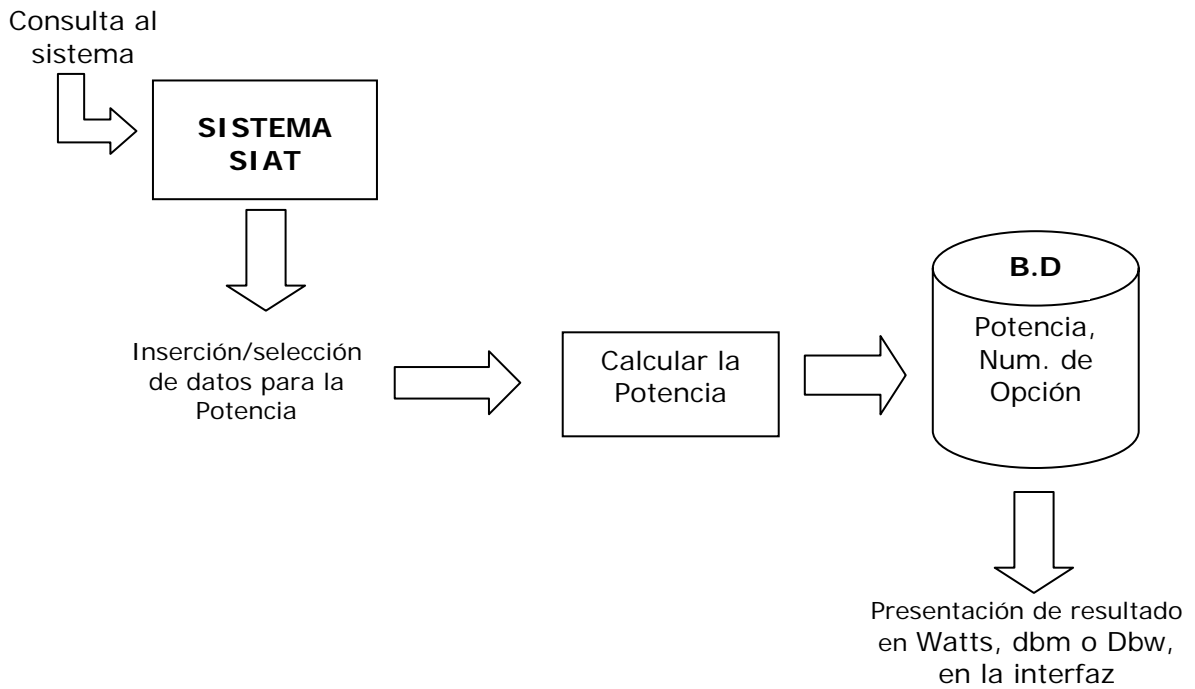 Consulta al
sistema
SISTEMA
SIAT
Inserción/selección
de datos para la
Potencia
Calcular la
Potencia
B.D
Potencia,
Num. de
Opción
Presentación de resultado
en Watts, dbm o Dbw,
en la interfaz